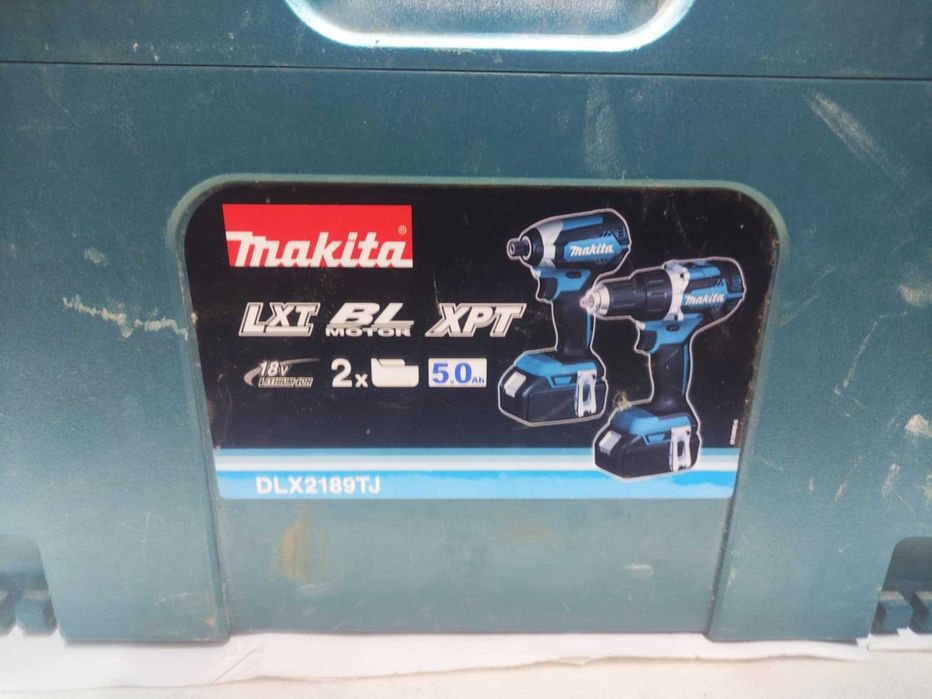 makita®
LXT BL MOTOR XPT
18V LITHIUM-ION 2x 5.0Ah
makita
makita
DLX2189TJ